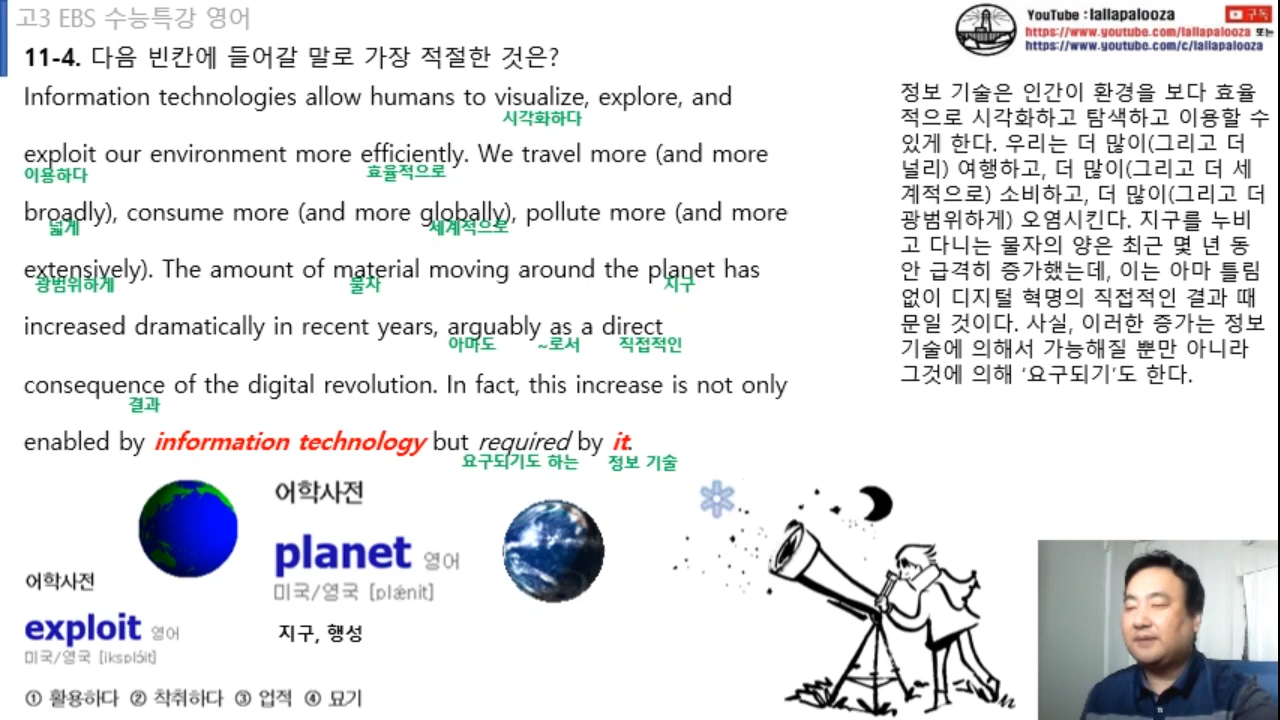 고3 EBS 수능특강 영어
YouTube : lallapalooza
구독
https://www.youtube.com/lallapalooza 또는
https://www.youtube.com/c/lallapalooza
11-4. 다음 빈칸에 들어갈 말로 가장 적절한 것은?
Information technologies allow humans to visualize, explore, and
시각화하다
exploit our environment more efficiently. We travel more (and more
이용하다 효율적으로
broadly), consume more (and more globally), pollute more (and more
넓게 세계적으로
extensively). The amount of material moving around the planet has
광범위하게 물자 지구
increased dramatically in recent years, arguably as a direct
아마도 ~로서 직접적인
consequence of the digital revolution. In fact, this increase is not only
결과
enabled by information technology but required by it.
요구되기도 하는 정보 기술
정보 기술은 인간이 환경을 보다 효율
적으로 시각화하고 탐색하고 이용할 수
있게 한다. 우리는 더 많이(그리고 더
널리) 여행하고, 더 많이(그리고 더 세
계적으로) 소비하고, 더 많이(그리고 더
광범위하게) 오염시킨다. 지구를 누비
고 다니는 물자의 양은 최근 몇 년 동
안 급격히 증가했는데, 이는 아마 틀림
없이 디지털 혁명의 직접적인 결과 때
문일 것이다. 사실, 이러한 증가는 정보
기술에 의해서 가능해질 뿐만 아니라
그것에 의해 ‘요구되기’도 한다.
어학사전
planet 영어
미국/영국 [plǽnit]
지구, 행성
어학사전
exploit 영어
미국/영국 [iksplɔ́it]
① 활용하다 ② 착취하다 ③ 업적 ④ 묘기